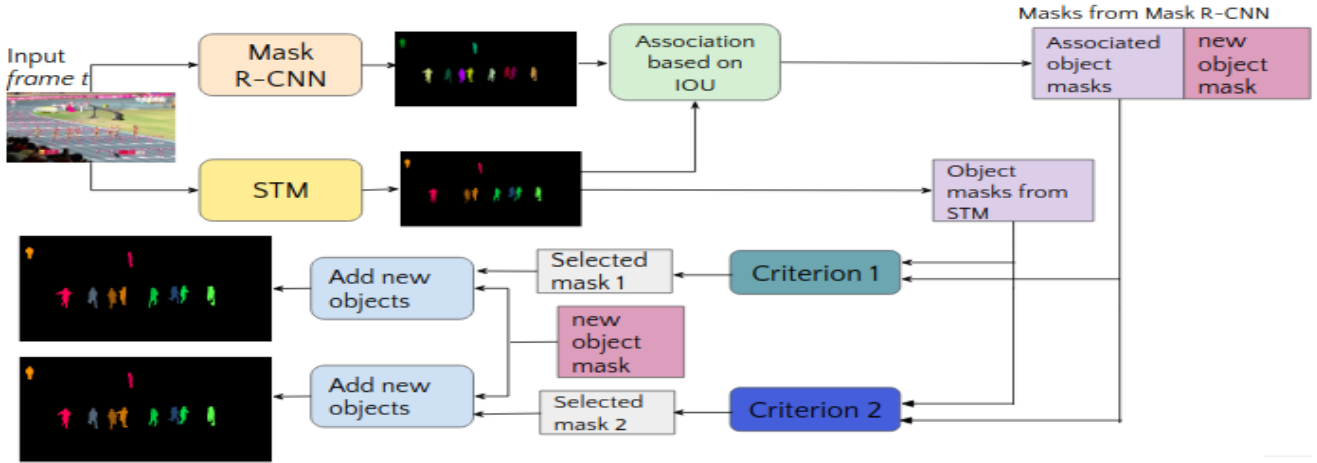 Masks from Mask R-CNN
Input
frame t
Mask
R-CNN
Association
based on
IOU
Associated
object
masks
new
object
mask
STM
Object
masks from
STM
Add new
objects
Selected
mask 1
Criterion 1
new
object
mask
Add new
objects
Selected
mask 2
Criterion 2